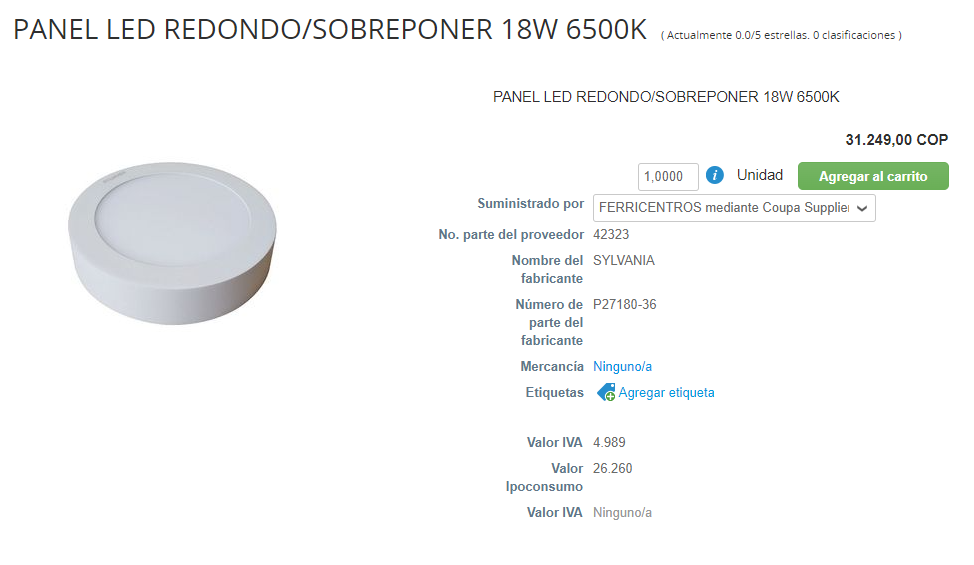 PANEL LED REDONDO/SOBREPONER 18W 6500K ( Actualmente 0.0/5 estrellas. 0 clasificaciones )
PANEL LED REDONDO/SOBREPONER 18W 6500K
31.249,00 COP
1,0000 i Unidad Agregar al carrito
Suministrado por FERRICENTROS mediante Coupa Supplier
No. parte del proveedor 42323
Nombre del SYLVANIA
fabricante
Número de P27180-36
parte del
fabricante
Mercancía Ninguno/a
Etiquetas Agregar etiqueta
Valor IVA 4.989
Valor 26.260
Ipoconsumo
Valor IVA Ninguno/a